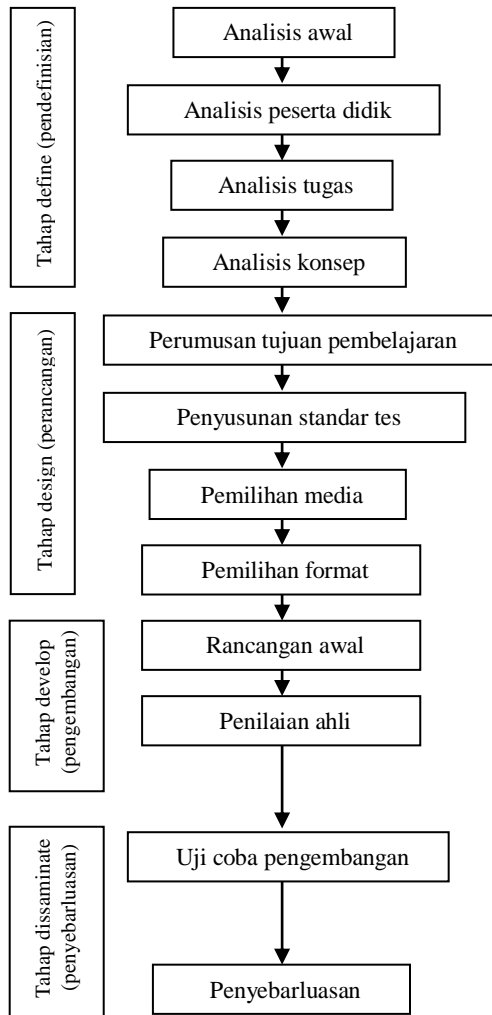 Tahap define (pendefinisian)
Analisis awal
Analisis peserta didik
Analisis tugas
Analisis konsep
Tahap design (perancangan)
Perumusan tujuan pembelajaran
Penyusunan standar tes
Pemilihan media
Pemilihan format
Tahap develop
(pengembangan)
Rancangan awal
Penilaian ahli
Tahap dissaminate
(penyebarluasan)
Uji coba pengembangan
Penyebarluasan